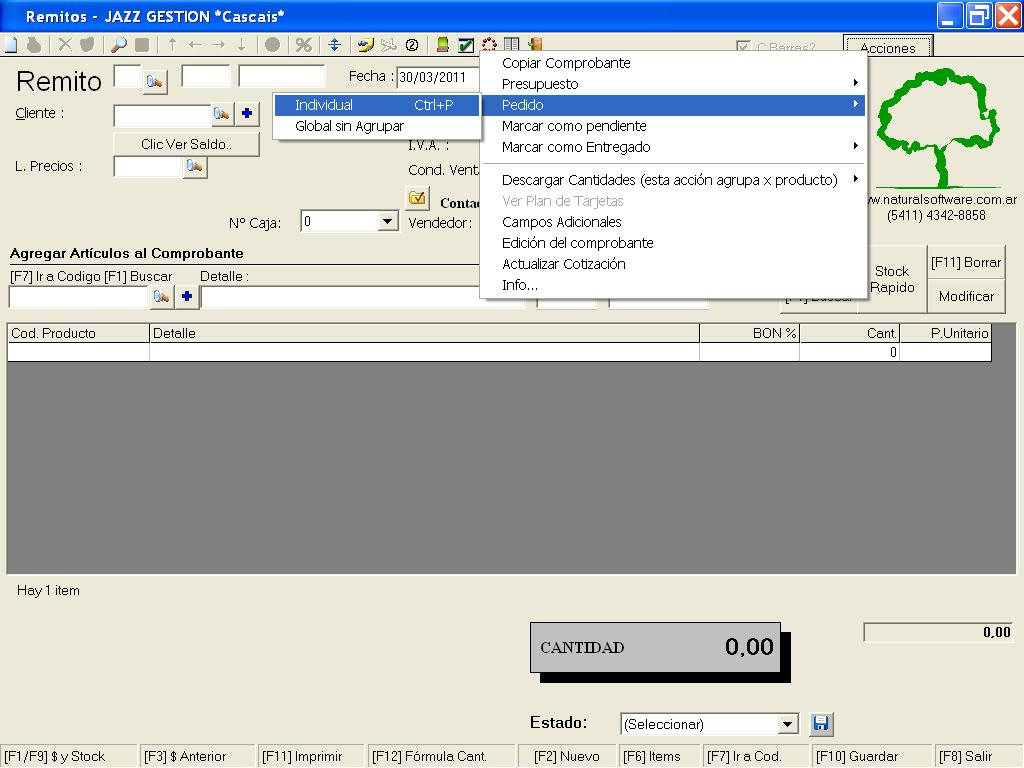 Remitos - JAZZ GESTION *Cascais*
C.Barras?
Acciones
Remito
Fecha : 30/03/2011
Cliente :
Clic Ver Saldo..
L. Precios :
I.V.A. :
Cond. Vent
Conta
Nº Caja: 0
Vendedor:
Individual Ctrl+P
Global sin Agrupar
Copiar Comprobante
Presupuesto
Pedido
Marcar como pendiente
Marcar como Entregado
Descargar Cantidades (esta acción agrupa x producto)
Ver Plan de Tarjetas
Campos Adicionales
Edición del comprobante
Actualizar Cotización
Info...
w.naturalsoftware.com.ar
(5411) 4342-8858
Agregar Artículos al Comprobante
[F7] Ir a Codigo [F1] Buscar Detalle :
Stock Rapido
[F11] Borrar
Modificar
Cod. Producto Detalle BON % Cant. P.Unitario
0
Hay 1 item
CANTIDAD 0,00
0,00
Estado: (Seleccionar)
[F1/F9] $ y Stock [F3] $ Anterior [F11] Imprimir [F12] Fórmula Cant. [F2] Nuevo [F6] Items [F7] Ir a Cod. [F10] Guardar [F8] Salir